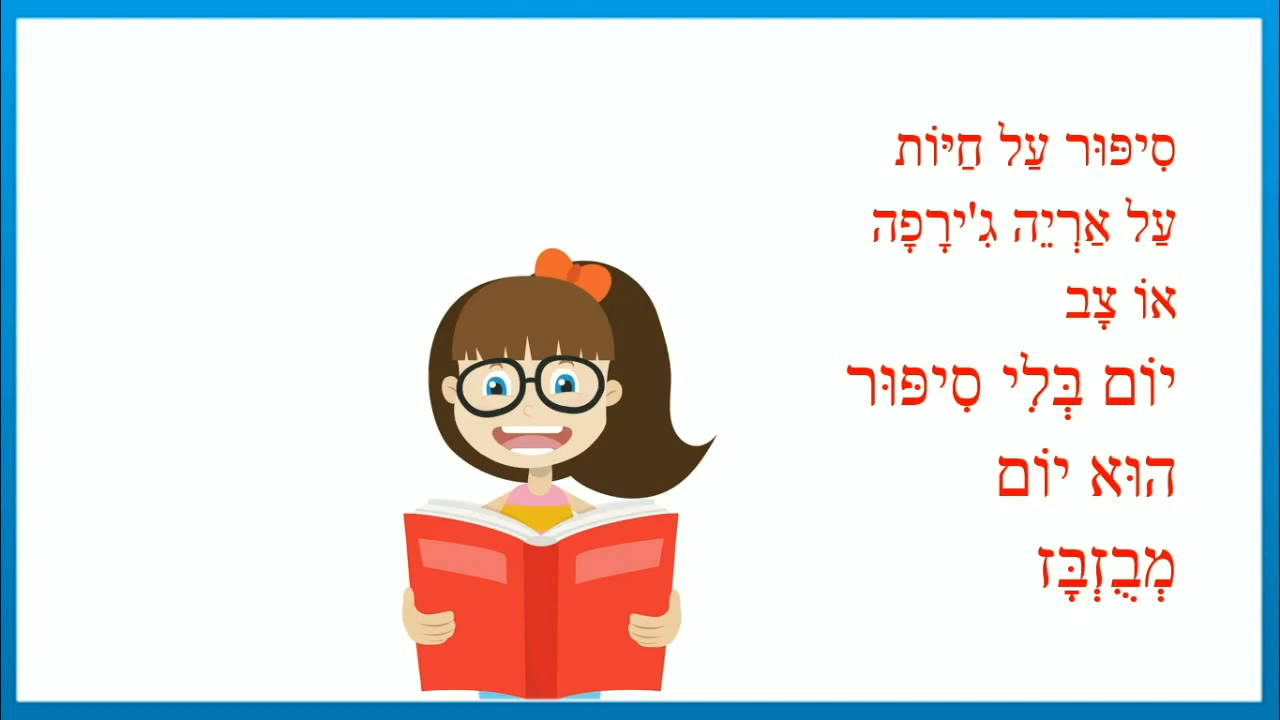 סִיפּוּר עַל חַיּוֹת
עַל אַרְיֵה גִ'ירָפָה
אוֹ צָב
יוֹם בְּלִי סִיפּוּר
הוּא יוֹם
מְבֻזְבָּז